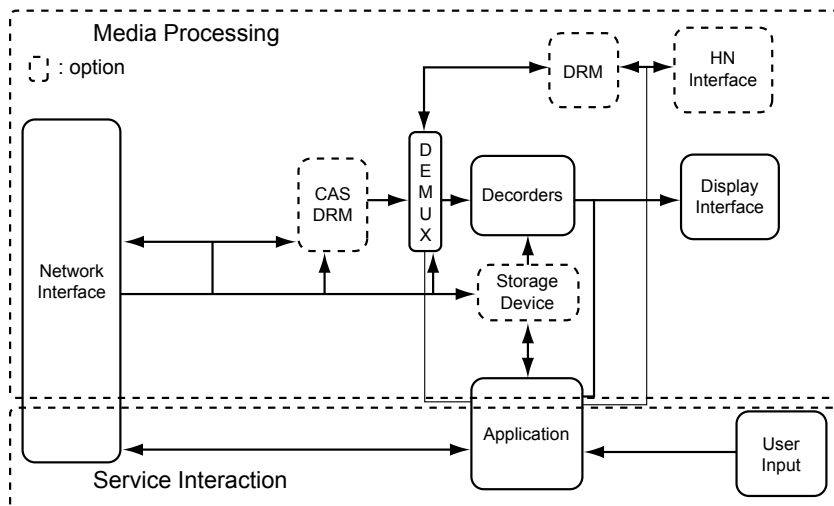 Media Processing
: option
DRM
HN
Interface
D
E
M
U
X
CAS
DRM
Decorders
Display
Interface
Network
Interface
Storage
Device
Application
User
Input
Service Interaction